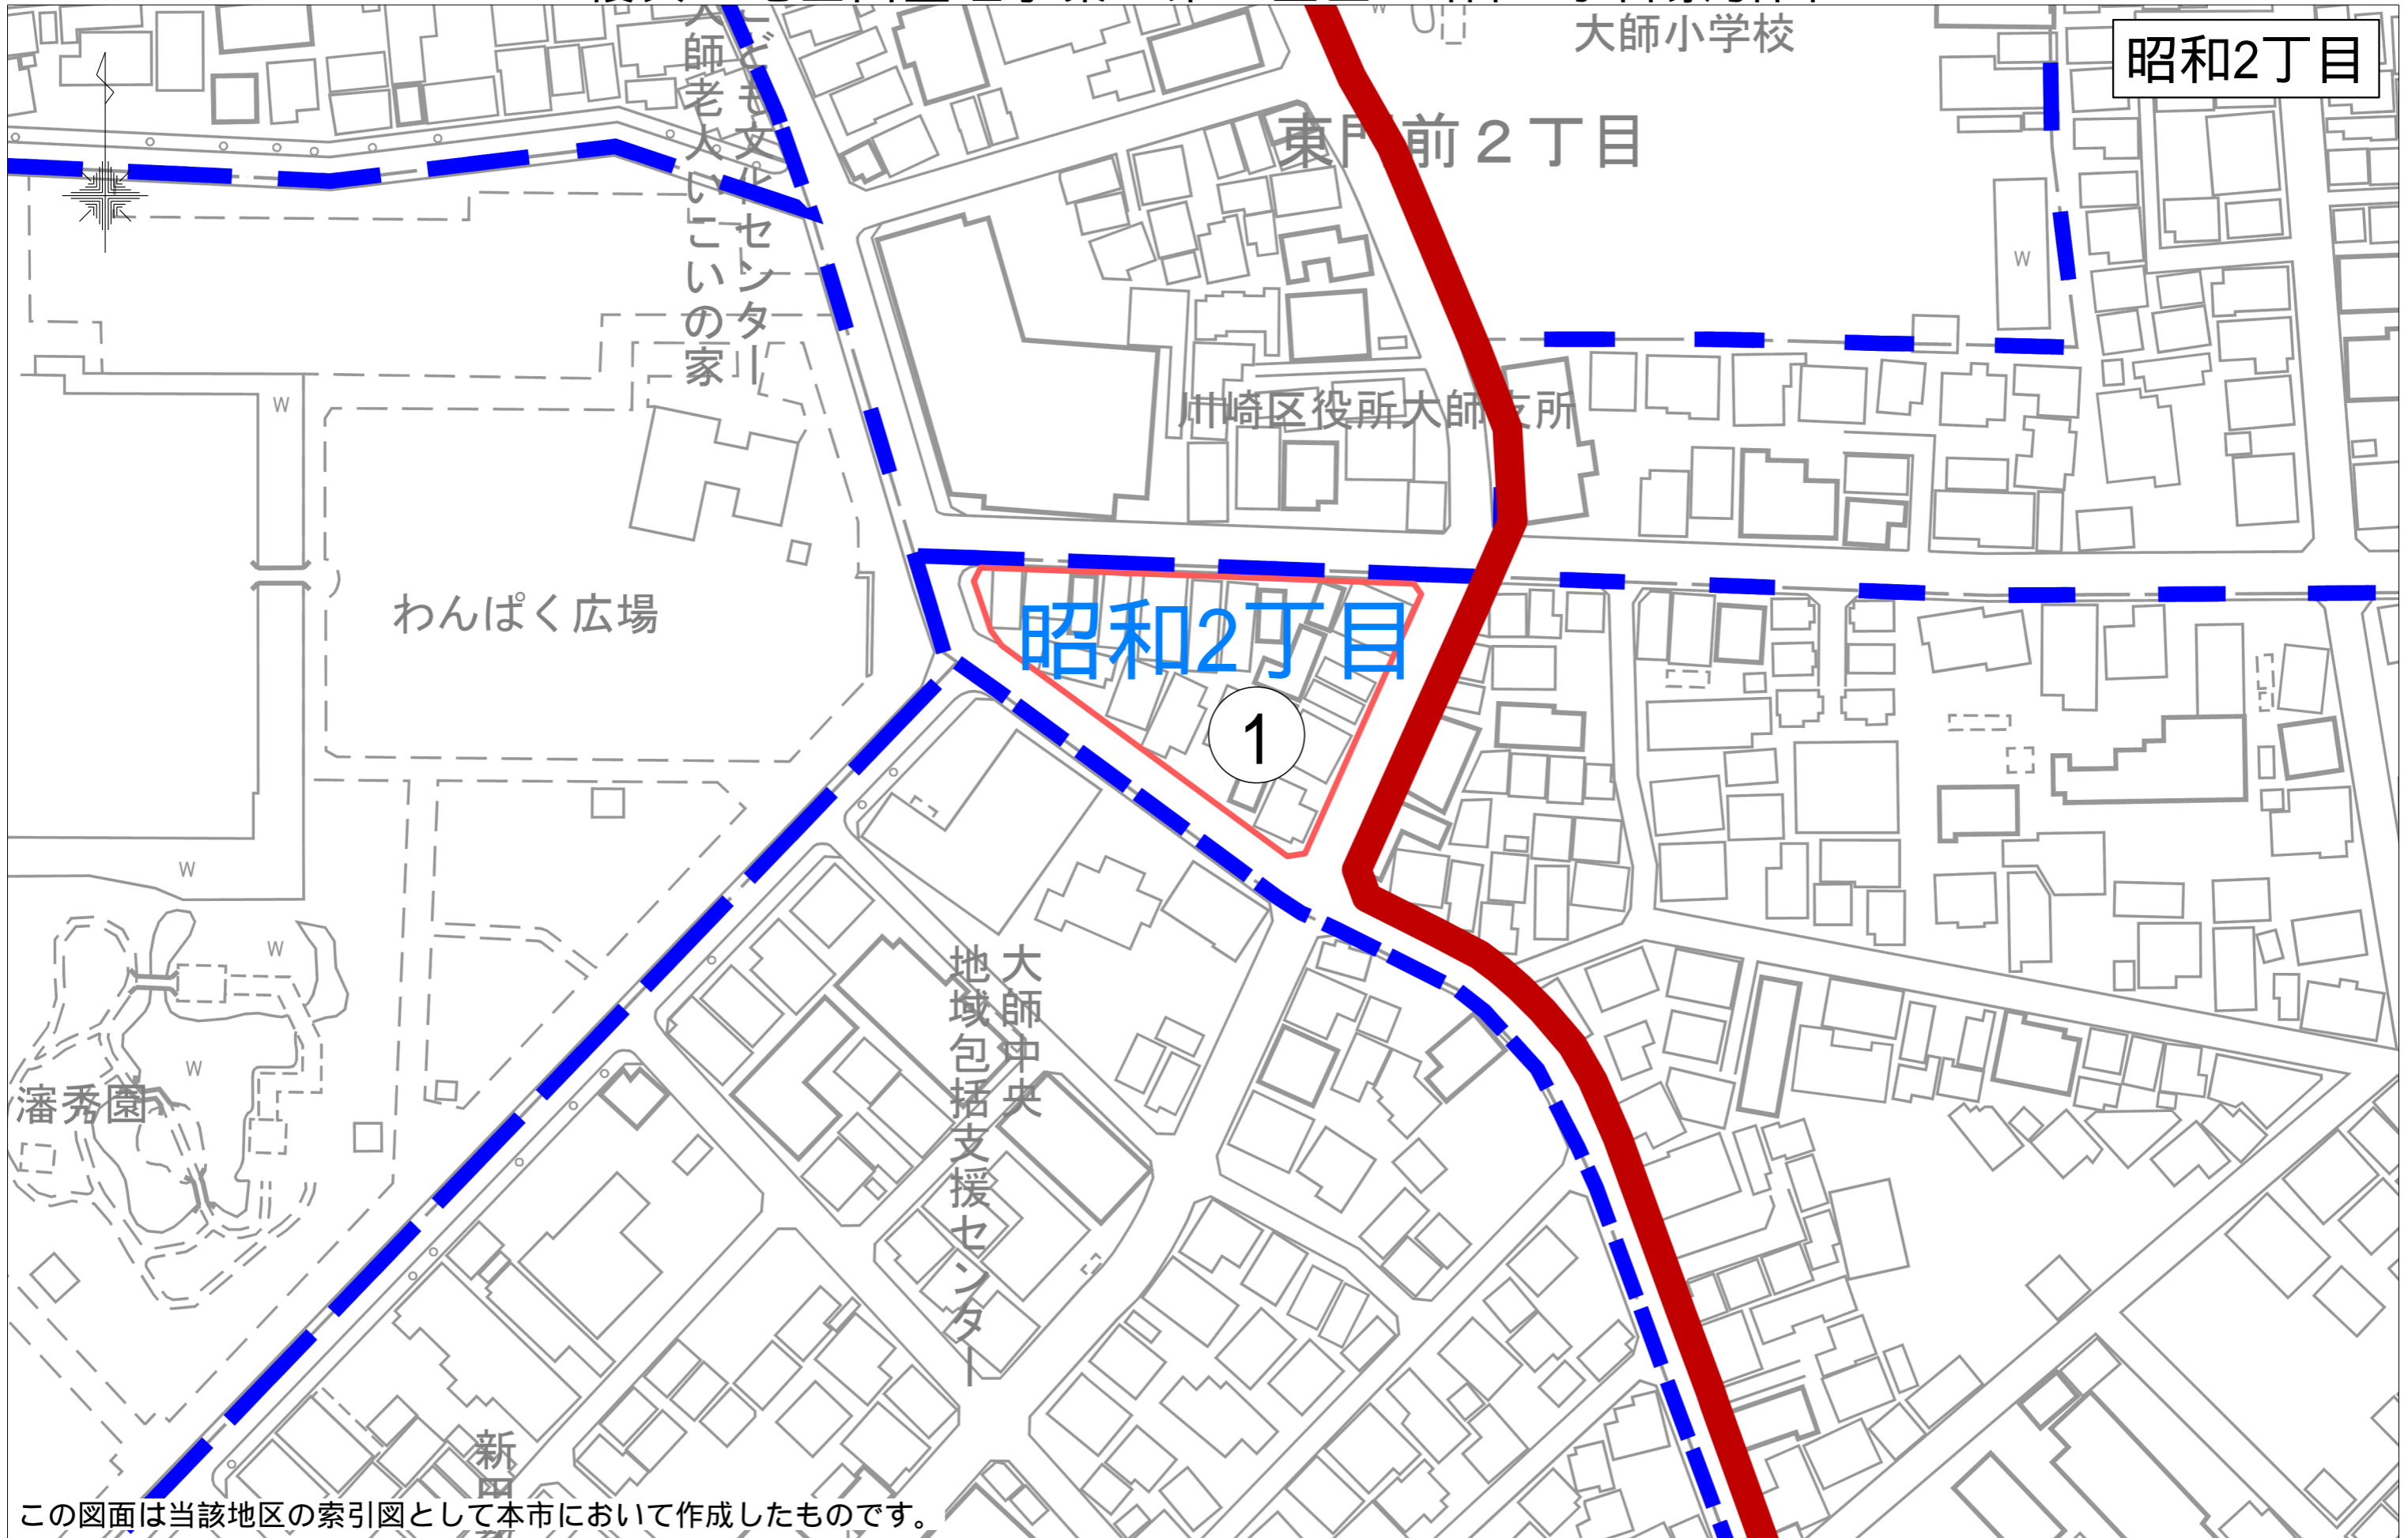 昭和2丁目
大師小学校
東門前2丁目
こども文化センター
大師老人いこいの家
W
川崎区役所大師支所
W
わんぱく広場
昭和2丁目
1
W
W
W
大師中央
地域包括支援センター
瀋秀園
この図面は当該地区の索引図として本市において作成したものです。